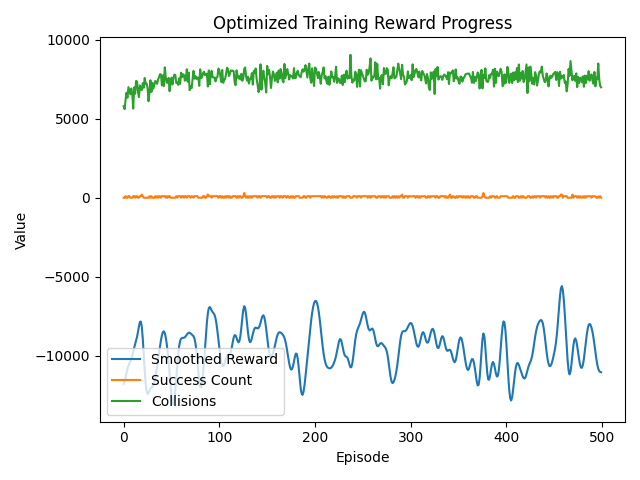 Optimized Training Reward Progress
10000
5000
0
−5000
−10000
Value
Smoothed Reward
Success Count
Collisions
0 100 200 300 400 500
Episode